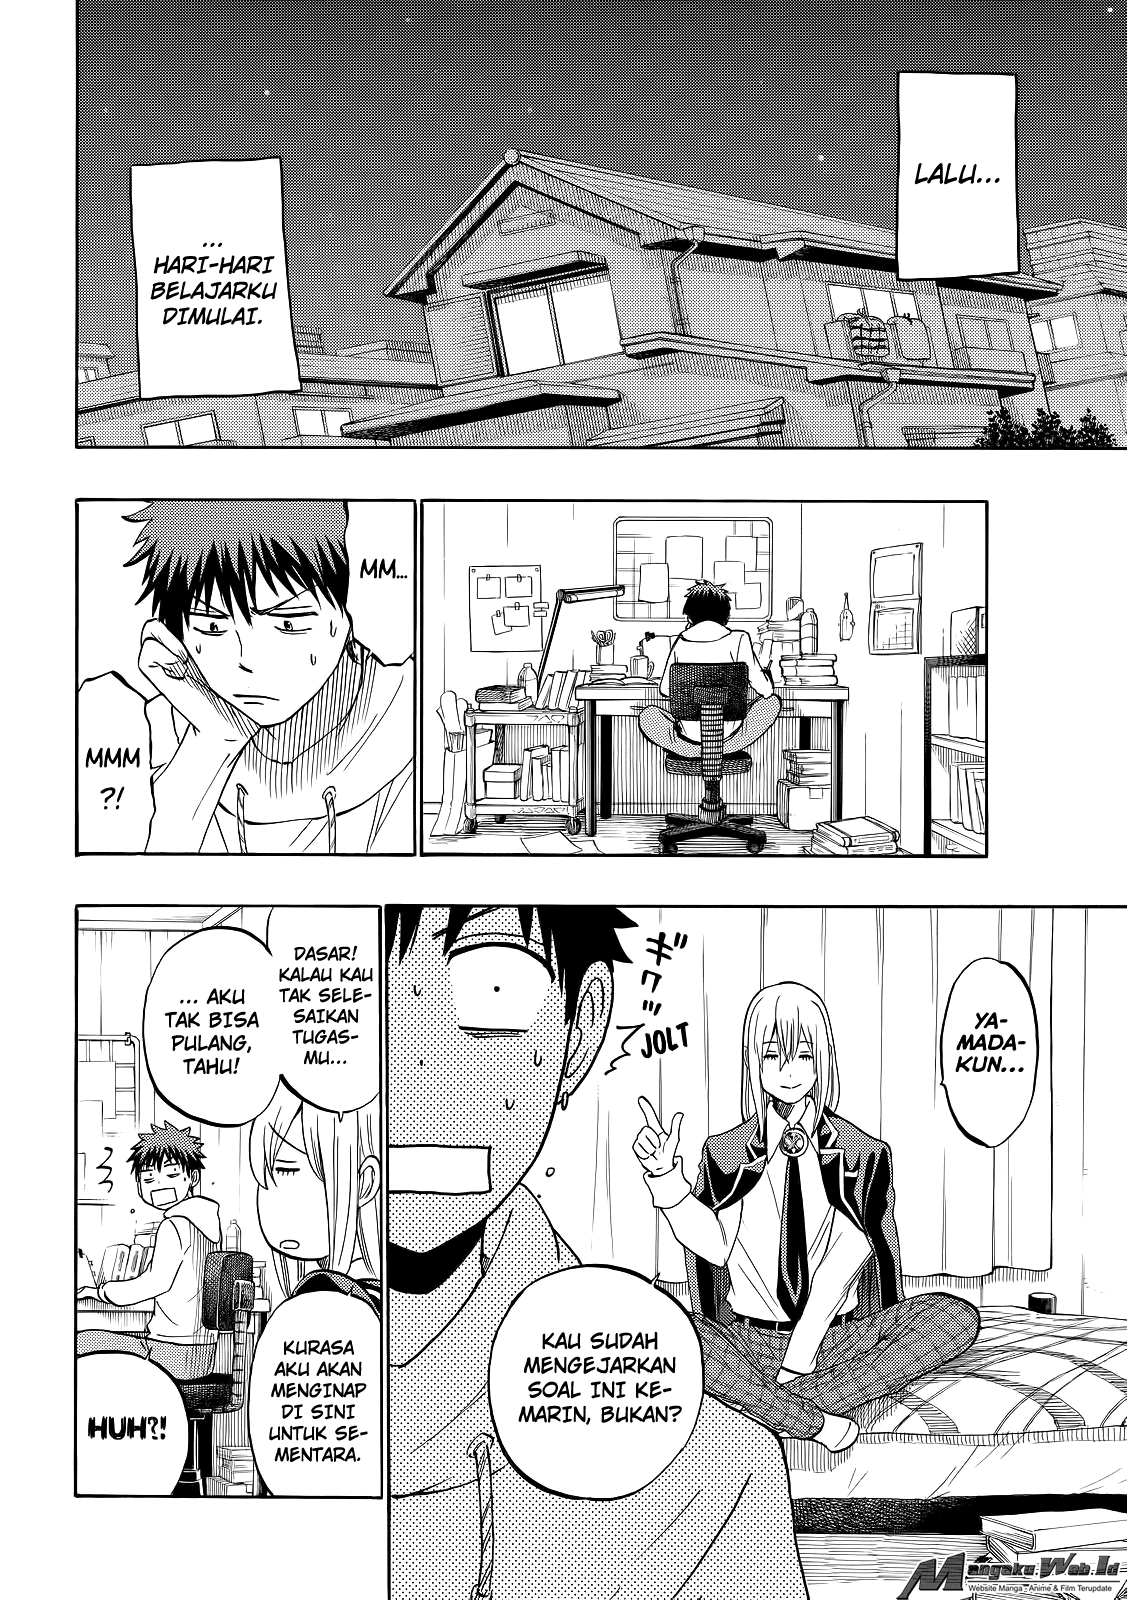 LALU...
...
HARI-HARI
BELAJARKU
DIMULAI.
MM...
MMM
?!
YA-
MADA-
KUN...
ギクッ
JOLT
KAU SUDAH
MENGEJARKAN
SOAL INI KE-
MARIN, BUKAN?
DASAR!
KALAU KAU
TAK SELE-
SAIKAN
TUGAS-
MU...
... AKU
TAK BISA
PULANG,
TAHU!
KURASA
AKU AKAN
MENGINAP
DI SINI
UNTUK SE-
MENTARA.
HUH?!
Mangaku.Web.Id
Website Manga - Anime & Film Terupdate